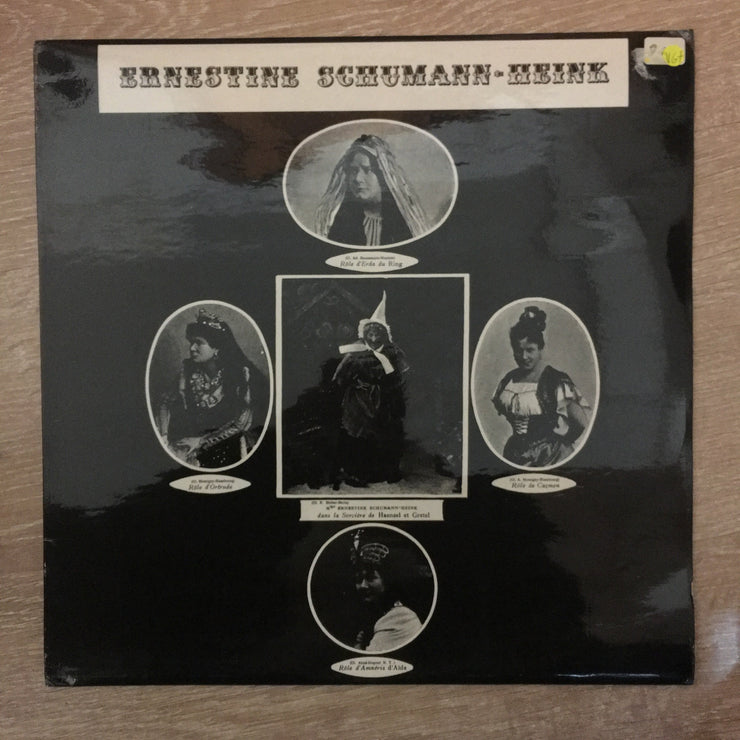 ERNESTINE SCHUMANN-HEINK
VG+
Rôle d'Erda du Ring
Rôle d'Ortrude
Rôle de Carmen
Mme ERNESTINE SCHUMANN-HEINK
dans la Sorcière de Haensel et Gretel
Rôle d'Amnéris d'Aïda